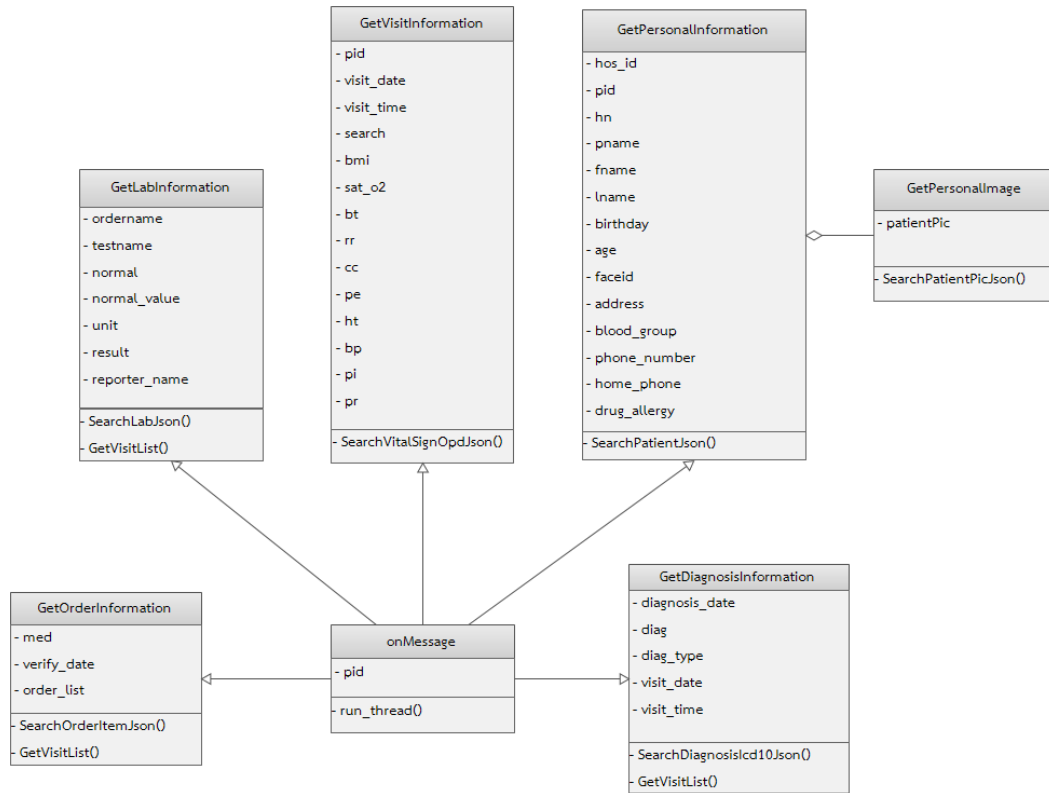 GetVisitInformation
- pid
- visit_date
- visit_time
- search
- bmi
- sat_o2
- bt
- rr
- cc
- pe
- ht
- bp
- pi
- pr
- SearchVitalSignOpdJson()
GetPersonalInformation
- hos_id
- pid
- hn
- pname
- fname
- lname
- birthday
- age
- faceid
- address
- blood_group
- phone_number
- home_phone
- drug_allergy
- SearchPatientJson()
GetLabInformation
- ordername
- testname
- normal
- normal_value
- unit
- result
- reporter_name
- SearchLabJson()
- GetVisitList()
GetPersonalImage
- patientPic
- SearchPatientPicJson()
GetOrderInformation
- med
- verify_date
- order_list
- SearchOrderItemJson()
- GetVisitList()
onMessage
- pid
- run_thread()
GetDiagnosisInformation
- diagnosis_date
- diag
- diag_type
- visit_date
- visit_time
- SearchDiagnosisIcd10Json()
- GetVisitList()